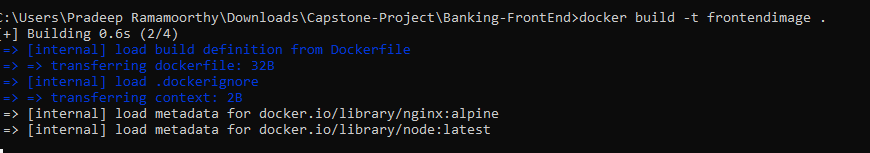 C:\Users\Pradeep Ramamoorthy\Downloads\Capstone-Project\Banking-FrontEnd>docker build -t frontendimage .
[+] Building 0.6s (2/4)
=> [internal] load build definition from Dockerfile
=> => transferring dockerfile: 32B
=> [internal] load .dockerignore
=> => transferring context: 2B
=> [internal] load metadata for docker.io/library/nginx:alpine
=> [internal] load metadata for docker.io/library/node:latest